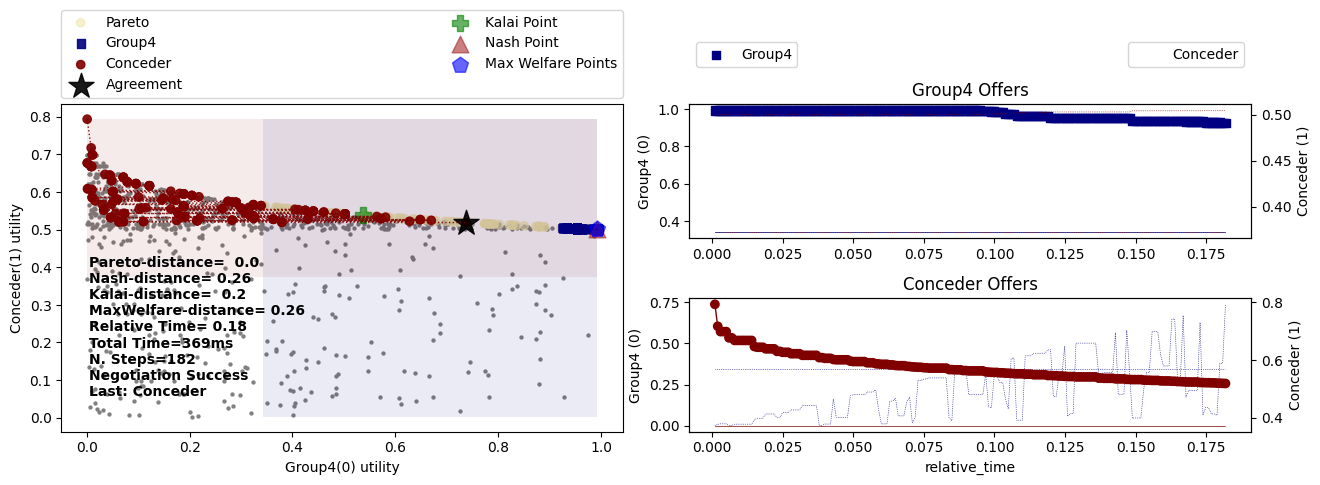 Pareto
Group4
Conceder
Agreement
Kalai Point
Nash Point
Max Welfare Points
0.8
0.7
0.6
0.5
0.4
0.3
0.2
0.1
0.0
Conceder(1) utility
Pareto-distance= 0.0
Nash-distance= 0.26
Kalai-distance= 0.2
MaxWelfare-distance= 0.26
Relative Time= 0.18
Total Time=369ms
N. Steps=182
Negotiation Success
Last: Conceder
0.0 0.2 0.4 0.6 0.8 1.0
Group4(0) utility
Group4
Conceder
Group4 Offers
1.0
0.8
0.6
0.4
Group4 (0)
0.50
0.45
0.40
Conceder (1)
0.000 0.025 0.050 0.075 0.100 0.125 0.150 0.175
Conceder Offers
0.75
0.50
0.25
0.00
Group4 (0)
0.8
0.6
0.4
Conceder (1)
0.000 0.025 0.050 0.075 0.100 0.125 0.150 0.175
relative_time